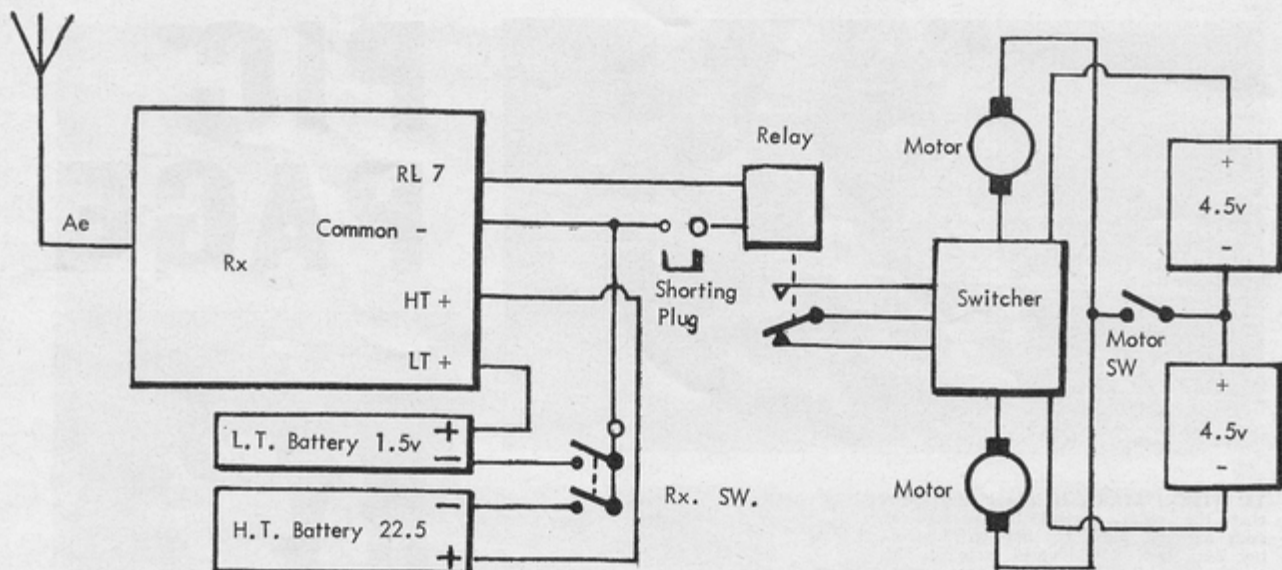 Ae
Rx
RL 7
Common -
HT +
LT +
L.T. Battery 1.5v
+
-
H.T. Battery 22.5
-
+
Shorting
Plug
Rx. SW.
Relay
Motor
Switcher
Motor
Motor
SW
+
4.5v
-
+
4.5v
-